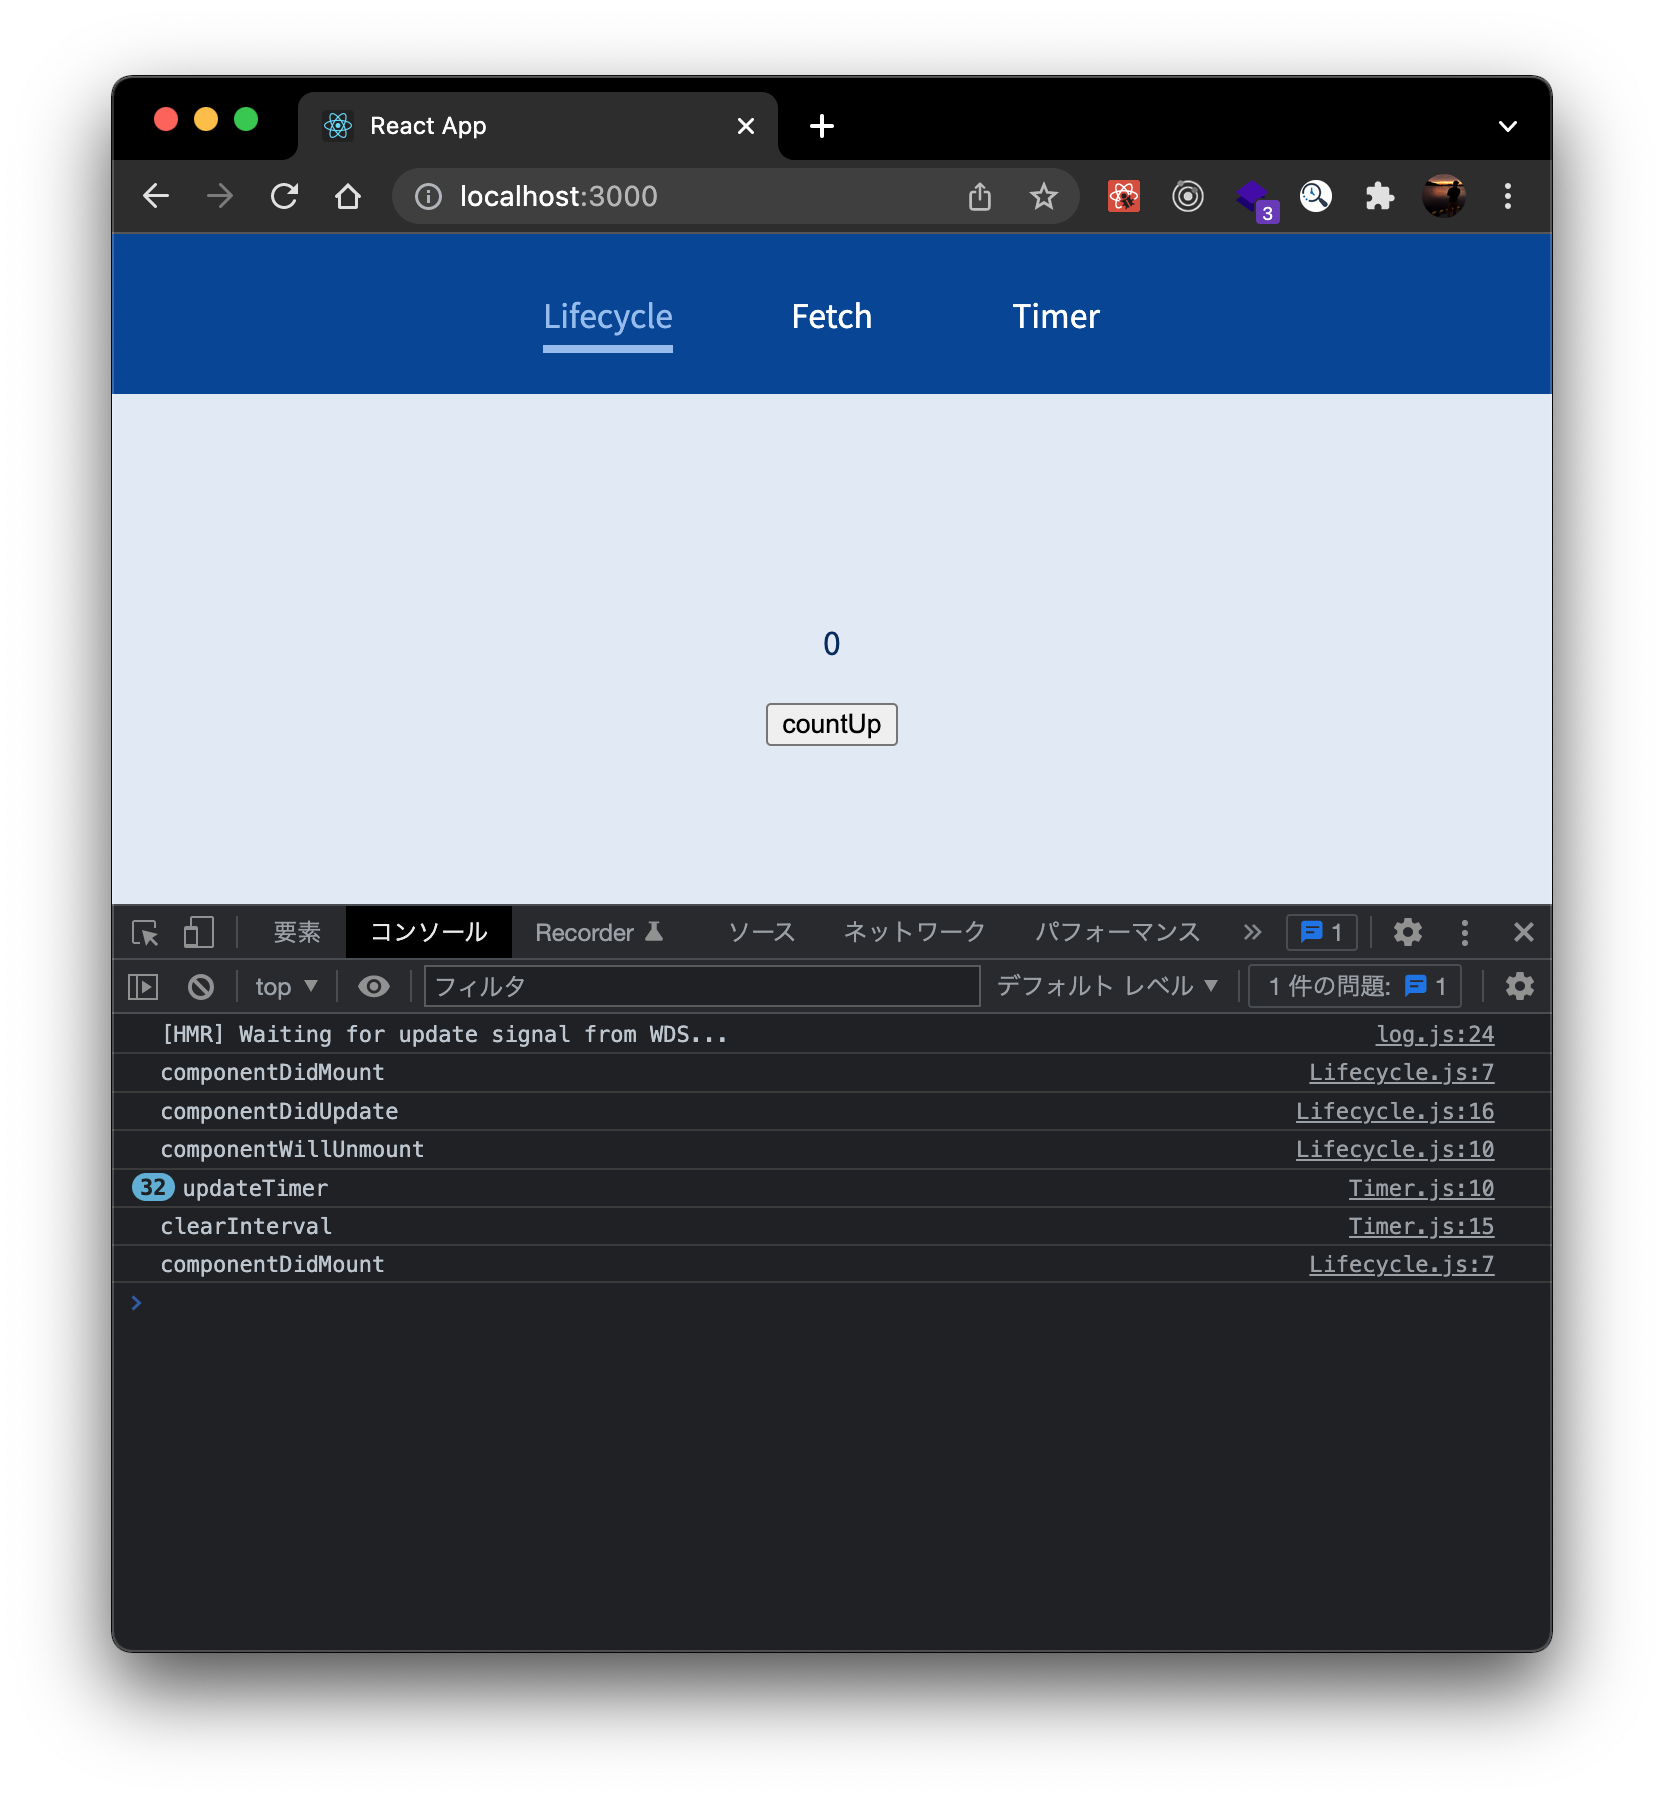 React App
localhost:3000
3
Lifecycle Fetch Timer
0
countUp
要素 コンソール Recorder ソース ネットワーク パフォーマンス » 1
top フィルタ デフォルト レベル 1 件の問題: 1
[HMR] Waiting for update signal from WDS... log.js:24
componentDidMount Lifecycle.js:7
componentDidUpdate Lifecycle.js:16
componentWillUnmount Lifecycle.js:10
32 updateTimer Timer.js:10
clearInterval Timer.js:15
componentDidMount Lifecycle.js:7